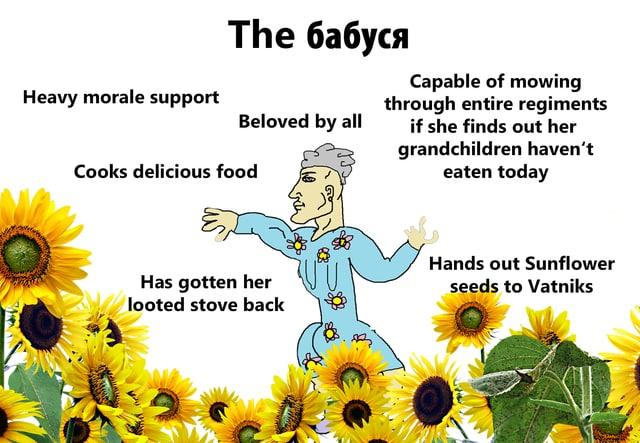 The бабуся
Heavy morale support
Beloved by all
Capable of mowing
through entire regiments
if she finds out her
grandchildren haven't
eaten today
Cooks delicious food
Has gotten her
looted stove back
Hands out Sunflower
seeds to Vatniks